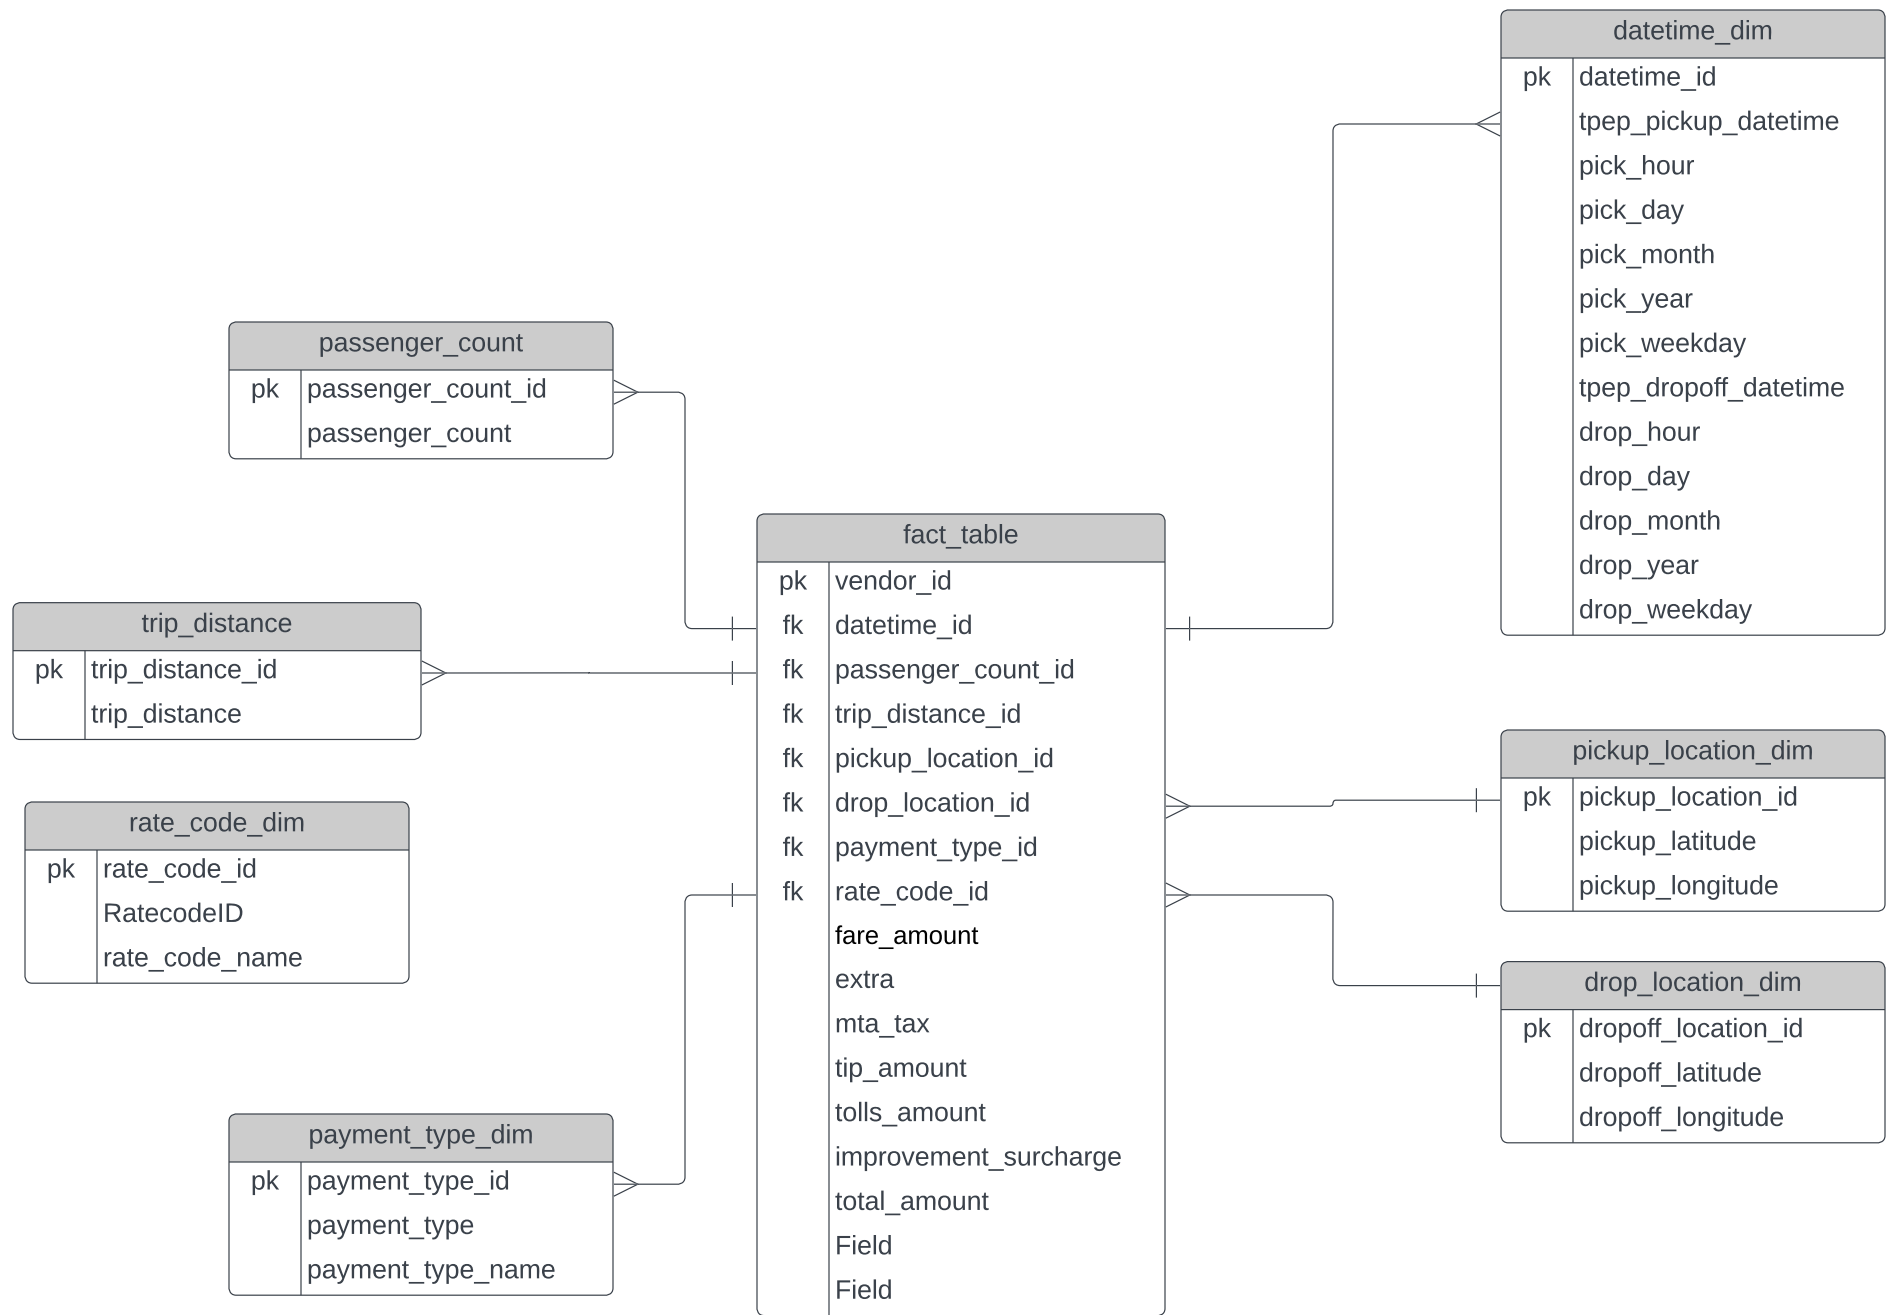 datetime_dim
pk datetime_id
tpep_pickup_datetime
pick_hour
pick_day
pick_month
pick_year
pick_weekday
tpep_dropoff_datetime
drop_hour
drop_day
drop_month
drop_year
drop_weekday
passenger_count
pk passenger_count_id
passenger_count
trip_distance
pk trip_distance_id
trip_distance
rate_code_dim
pk rate_code_id
RatecodeID
rate_code_name
payment_type_dim
pk payment_type_id
payment_type
payment_type_name
fact_table
pk vendor_id
fk datetime_id
fk passenger_count_id
fk trip_distance_id
fk pickup_location_id
fk drop_location_id
fk payment_type_id
fk rate_code_id
fare_amount
extra
mta_tax
tip_amount
tolls_amount
improvement_surcharge
total_amount
Field
Field
pickup_location_dim
pk pickup_location_id
pickup_latitude
pickup_longitude
drop_location_dim
pk dropoff_location_id
dropoff_latitude
dropoff_longitude